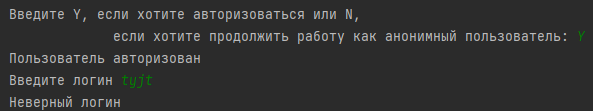 Введите Y, если хотите авторизоваться или N,
если хотите продолжить работу как анонимный пользователь: Y
Пользователь авторизован
Введите логин tyjt
Неверный логин